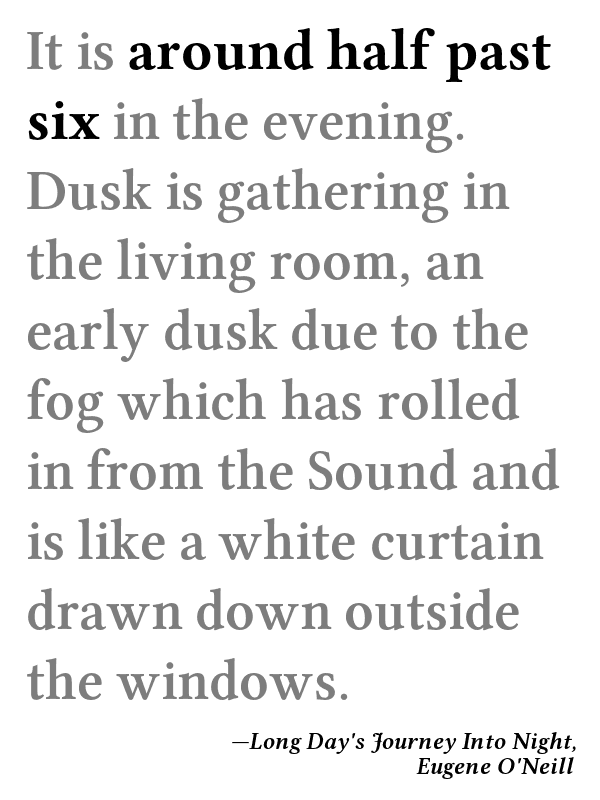 It is around half past
six in the evening.
Dusk is gathering in
the living room, an
early dusk due to the
fog which has rolled
in from the Sound and
is like a white curtain
drawn down outside
the windows.
—Long Day's Journey Into Night,
Eugene O'Neill